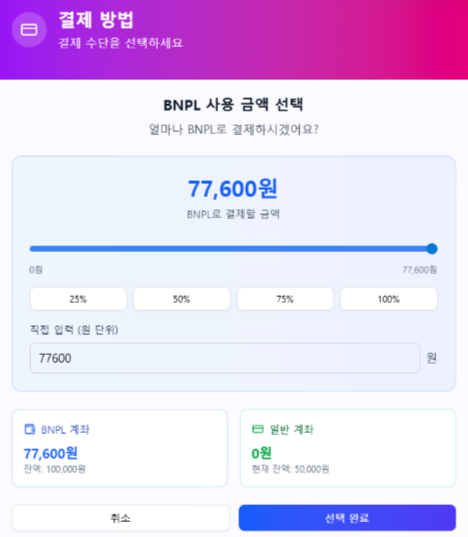 결제 방법
결제 수단을 선택하세요
BNPL 사용 금액 선택
얼마나 BNPL로 결제하시겠어요?
77,600원
BNPL로 결제할 금액
0원
77,600원
25%
50%
75%
100%
직접 입력 (원 단위)
77600
원
BNPL 계좌
77,600원
잔액: 100,000원
일반 계좌
0원
현재 잔액: 50,000원
취소
선택 완료